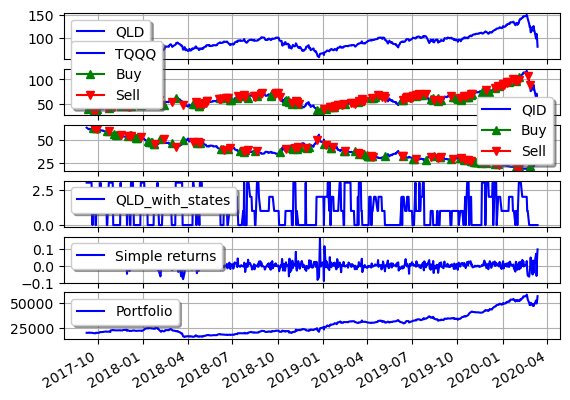 150
QLD
100
TQQQ
100
Buy
50
Sell
QID
50
Buy
25
Sell
2.5
QLD_with_states
0.0
0.1
Simple returns
0.0
−0.1
50000
Portfolio
25000
2017-10
2018-01
2018-04
2018-07
2018-10
2019-01
2019-04
2019-07
2019-10
2020-01
2020-04